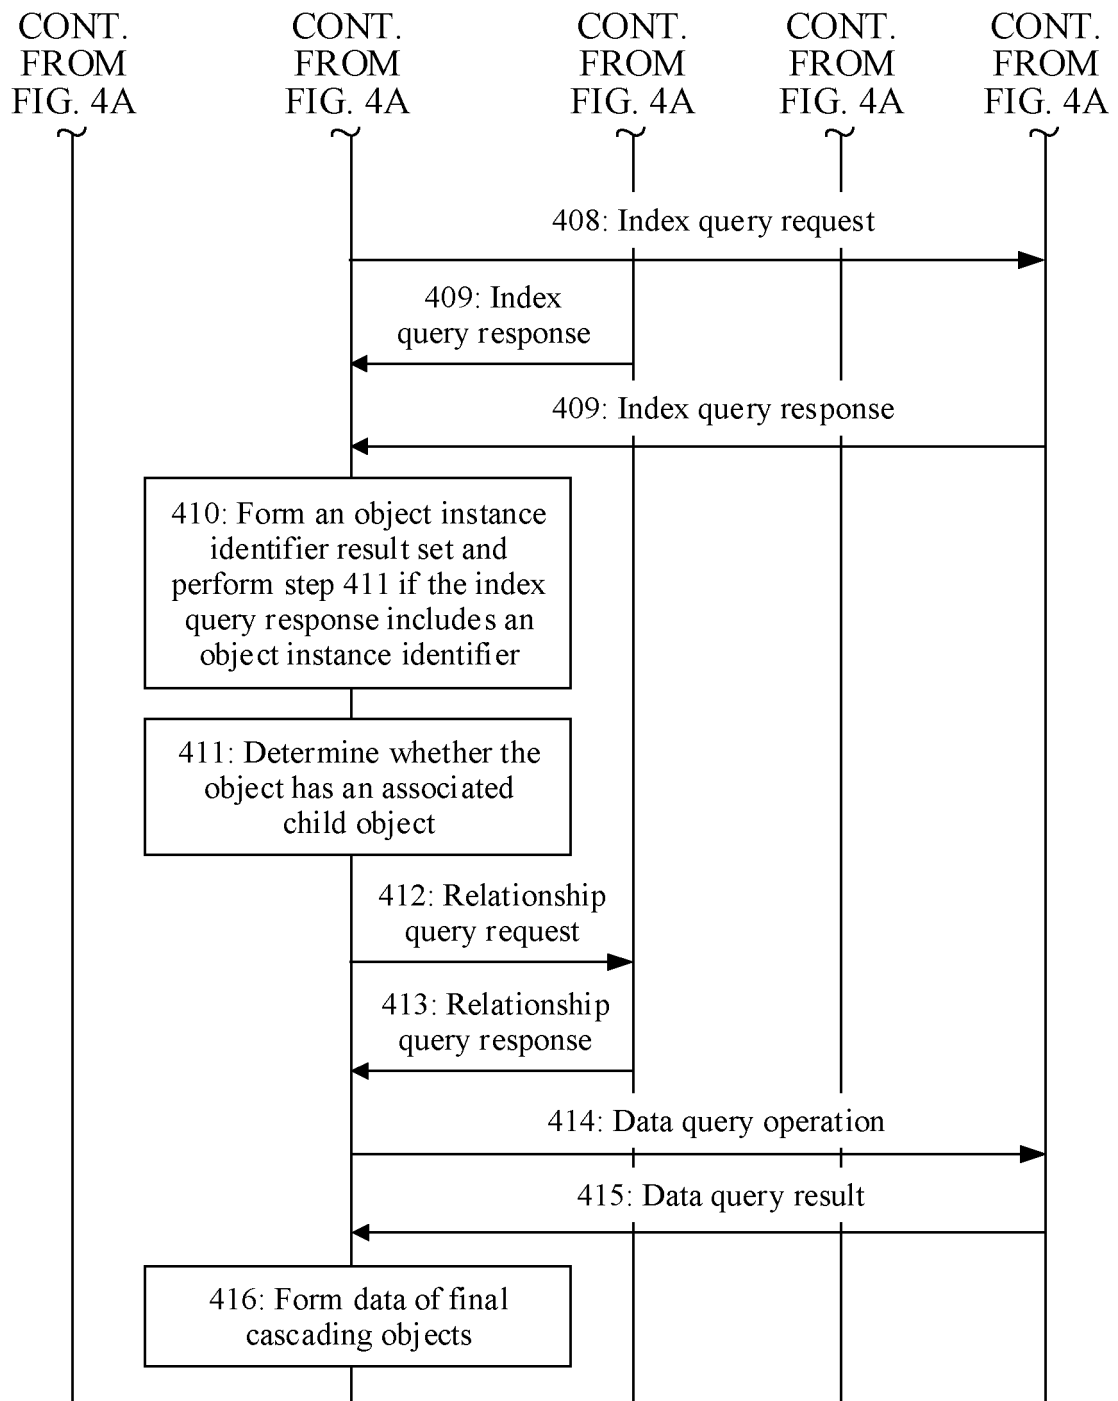 CONT.
FROM
FIG. 4A
CONT.
FROM
FIG. 4A
CONT.
FROM
FIG. 4A
CONT.
FROM
FIG. 4A
CONT.
FROM
FIG. 4A
408: Index query request
409: Index
query response
409: Index query response
410: Form an object instance
identifier result set and
perform step 411 if the index
query response includes an
object instance identifier
411: Determine whether the
object has an associated
child object
412: Relationship
query request
413: Relationship
query response
414: Data query operation
415: Data query result
416: Form data of final
cascading objects